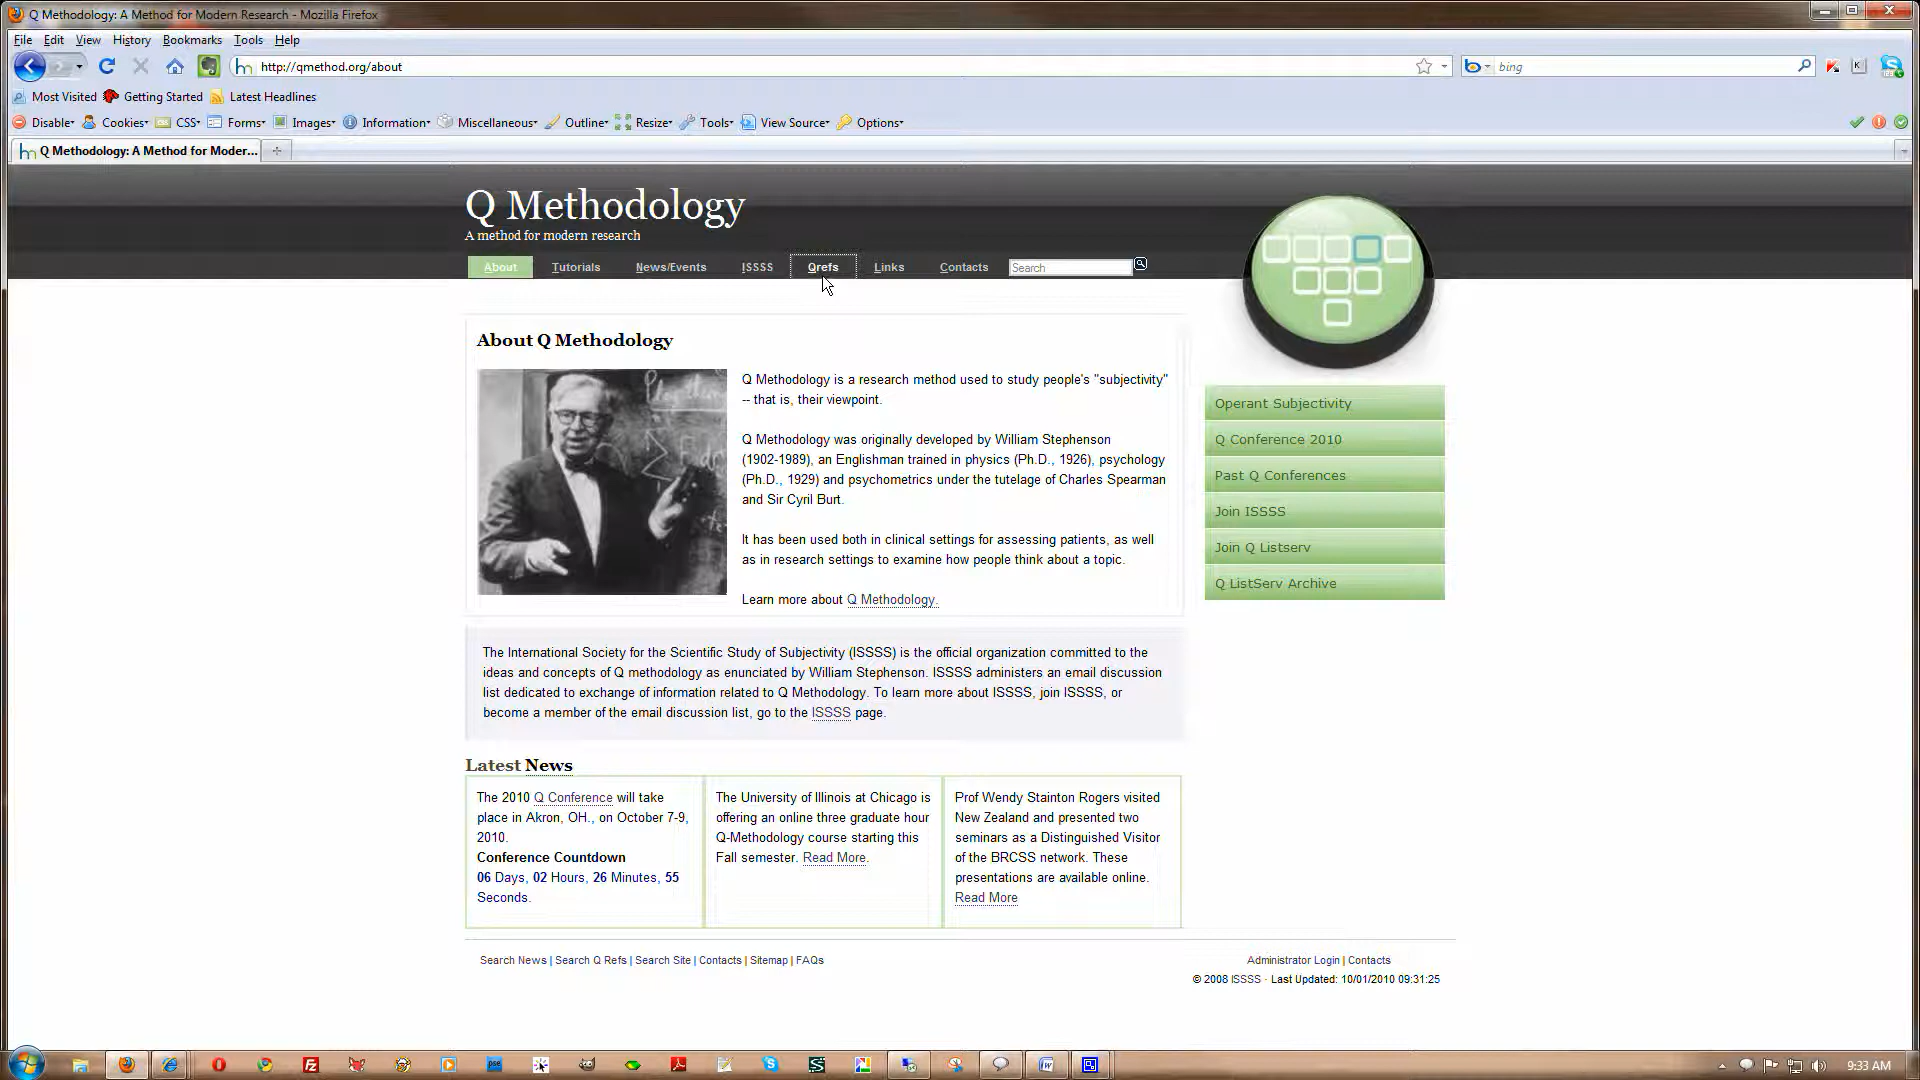 Q Methodology: A Method for Modern Research - Mozilla Firefox
File Edit View History Bookmarks Tools Help
http://qmethod.org/about
bing
Most Visited Getting Started Latest Headlines
Disable Cookies CSS Forms Images Information Miscellaneous Outline Resize Tools View Source Options
Q Methodology: A Method for Moder...
Q Methodology
A method for modern research
About Tutorials News/Events ISSSS Qrefs Links Contacts Search
About Q Methodology
Q Methodology is a research method used to study people's "subjectivity"
-- that is, their viewpoint.
Q Methodology was originally developed by William Stephenson
(1902-1989), an Englishman trained in physics (Ph.D., 1926), psychology
(Ph.D., 1929) and psychometrics under the tutelage of Charles Spearman
and Sir Cyril Burt.
It has been used both in clinical settings for assessing patients, as well
as in research settings to examine how people think about a topic.
Learn more about Q Methodology.
Operant Subjectivity
Q Conference 2010
Past Q Conferences
Join ISSSS
Join Q Listserv
Q ListServ Archive
The International Society for the Scientific Study of Subjectivity (ISSSS) is the official organization committed to the
ideas and concepts of Q methodology as enunciated by William Stephenson. ISSSS administers an email discussion
list dedicated to exchange of information related to Q Methodology. To learn more about ISSSS, join ISSSS, or
become a member of the email discussion list, go to the ISSSS page.
Latest News
The 2010 Q Conference will take
place in Akron, OH., on October 7-9,
2010.
Conference Countdown
06 Days, 02 Hours, 26 Minutes, 55
Seconds.
The University of Illinois at Chicago is
offering an online three graduate hour
Q-Methodology course starting this
Fall semester. Read More.
Prof Wendy Stainton Rogers visited
New Zealand and presented two
seminars as a Distinguished Visitor
of the BRCSS network. These
presentations are available online.
Read More
Search News | Search Q Refs | Search Site | Contacts | Sitemap | FAQs
Administrator Login | Contacts
© 2008 ISSSS · Last Updated: 10/01/2010 09:31:25
9:33 AM